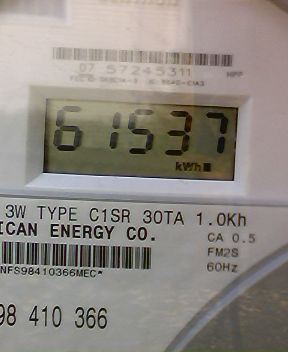 07 57245311 HPP
61537
kWh
3W TYPE C1SR 30TA 1.0Kh
ICAN ENERGY CO.
CA 0.5
FM2S
60Hz
NFS98410366MEC*
98 410 366